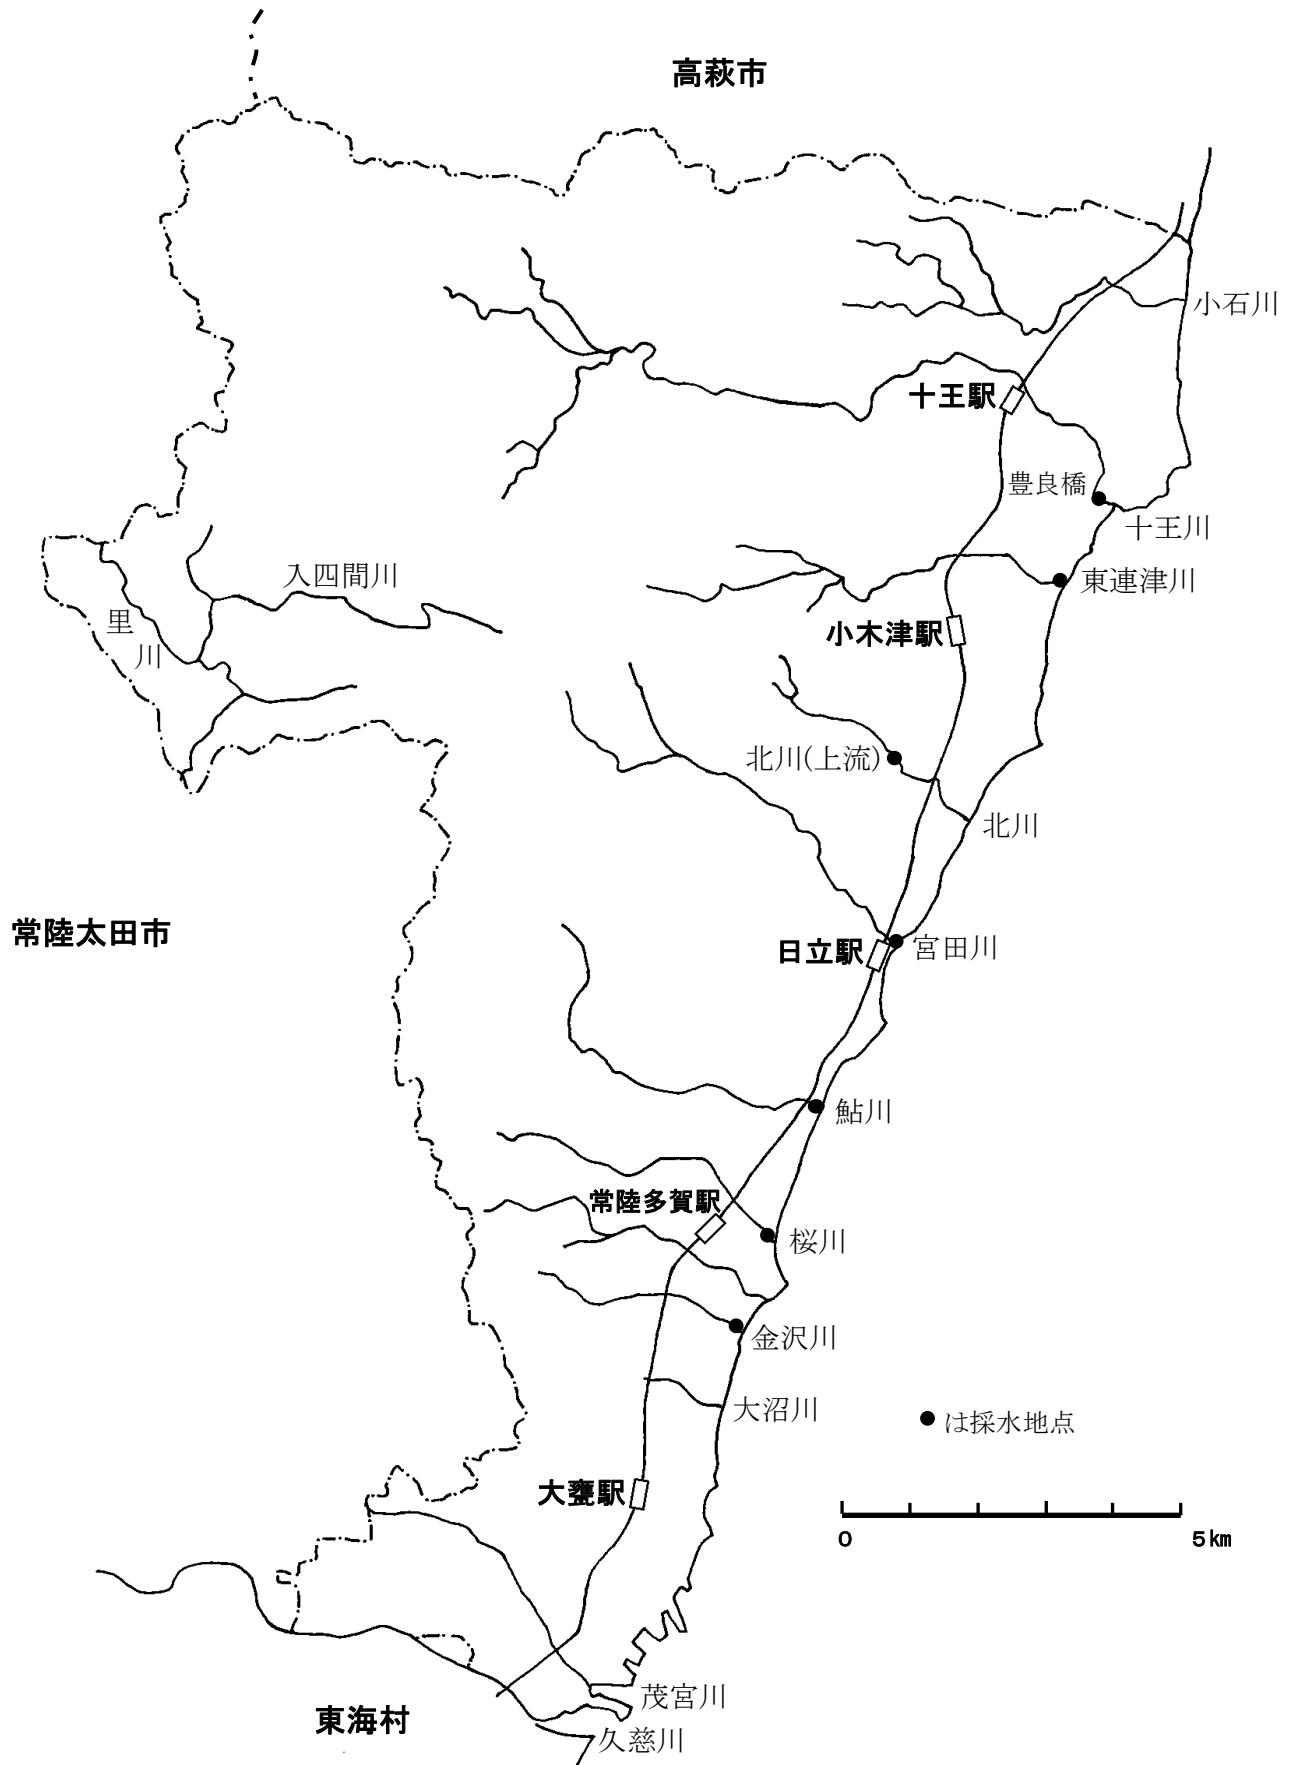 高萩市
小石川
十王駅
豊良橋
十王川
入四間川
東連津川
里
川
小木津駅
北川(上流)
北川
常陸太田市
日立駅
宮田川
鮎川
常陸多賀駅
桜川
金沢川
大沼川
●は採水地点
大甕駅
0
5km
茂宮川
東海村
久慈川